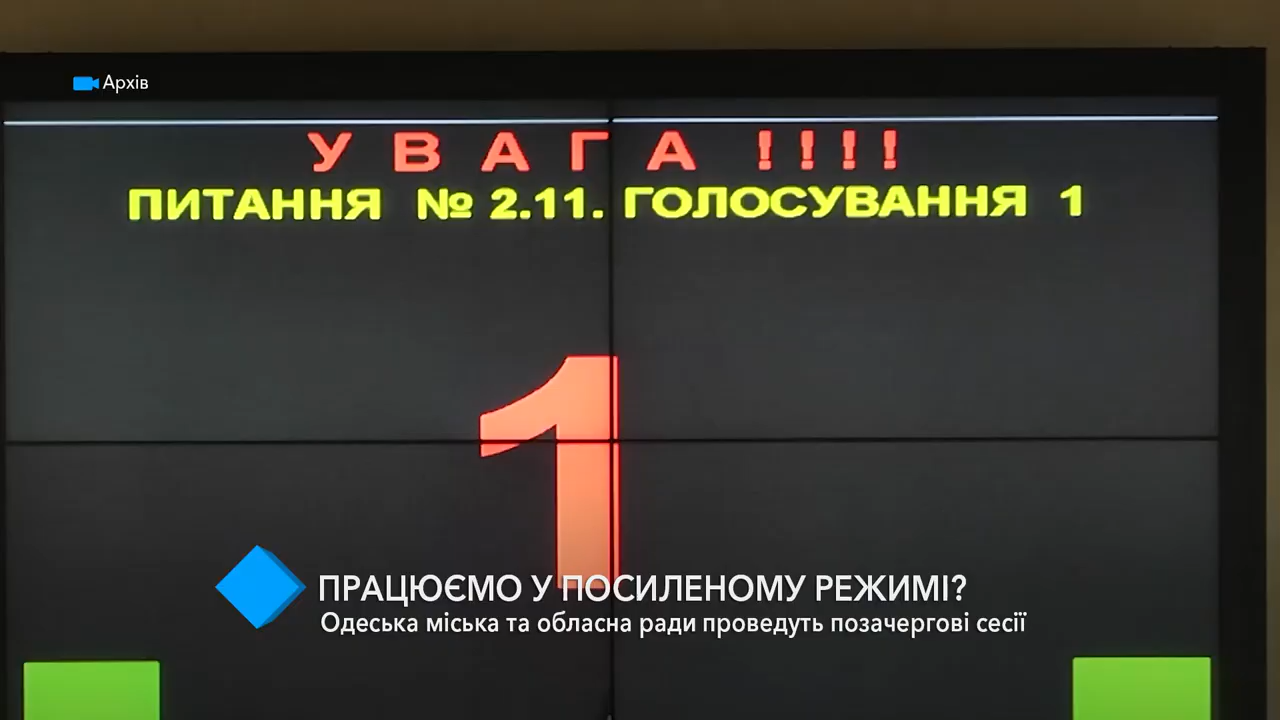 Архів
У В А Г А !!!!
ПИТАННЯ № 2.11. ГОЛОСУВАННЯ 1
1
ПРАЦЮЄМО У ПОСИЛЕНОМУ РЕЖИМІ?
Одеська міська та обласна ради проведуть позачергові сесії